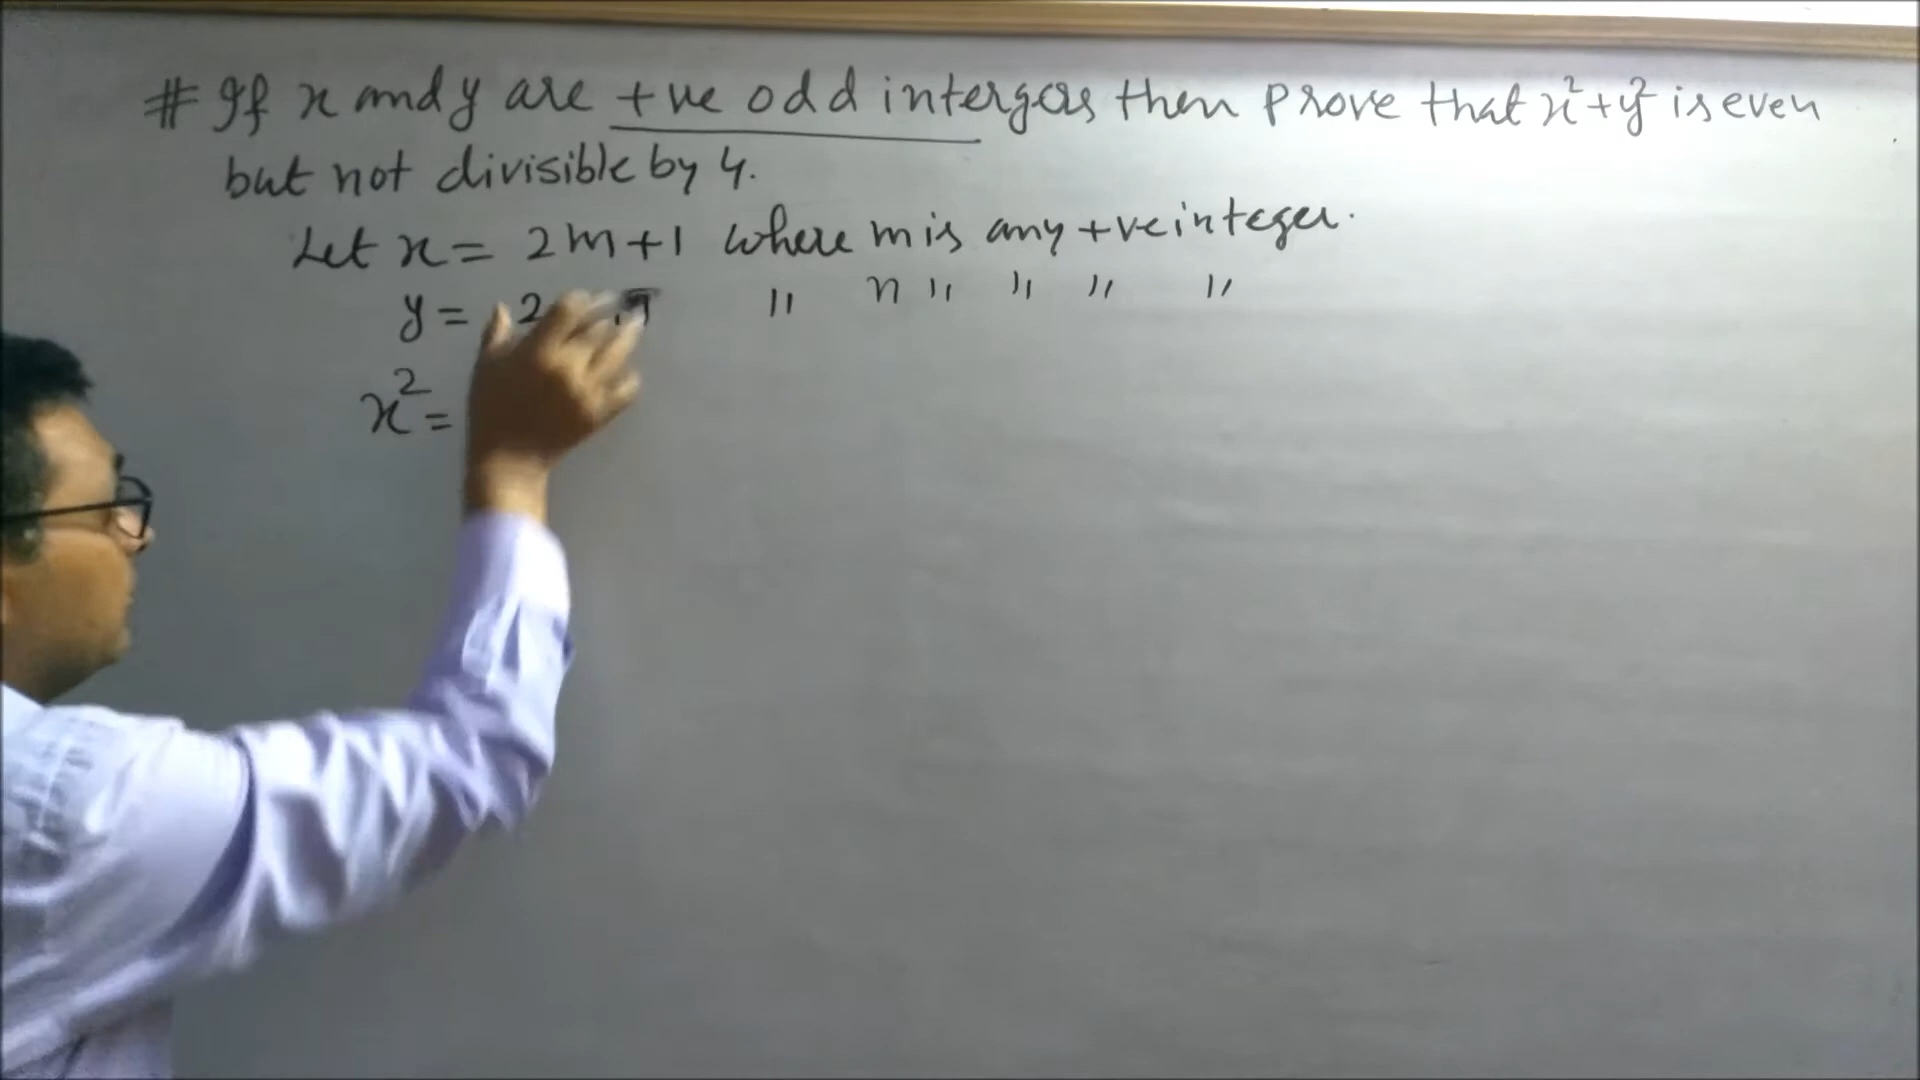 # If x and y are +ve odd intergers then prove that x²+y² is even
but not divisible by 4.
Let x = 2m+1 where m is any +ve integer.
y = 2 " n " " " "
x² =